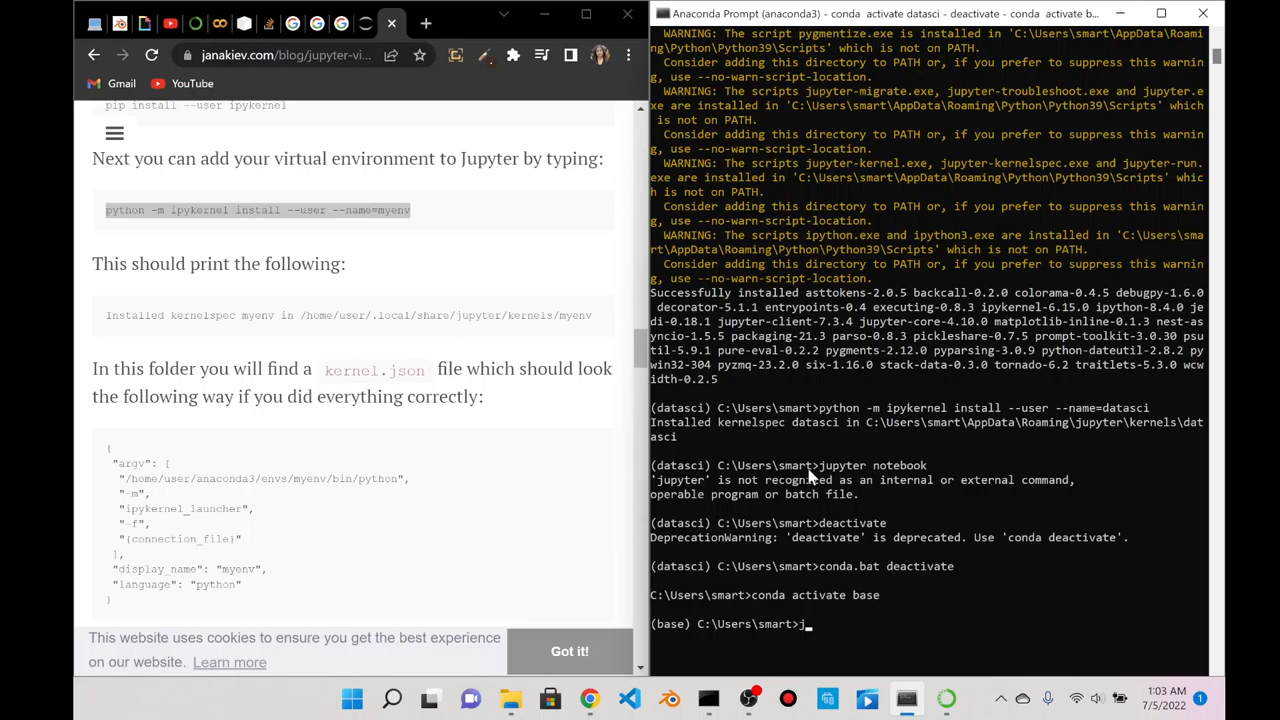 janakiev.com/blog/jupyter-vi...
Gmail
YouTube
pip install --user ipykernel
Next you can add your virtual environment to Jupyter by typing:
python -m ipykernel install --user --name=myenv
This should print the following:
Installed kernelspec myenv in /home/user/.local/share/jupyter/kernels/myenv
In this folder you will find a kernel.json file which should look
the following way if you did everything correctly:
{
"argv": [
"/home/user/anaconda3/envs/myenv/bin/python",
"-m",
"ipykernel_launcher",
"-f",
"{connection_file}"
],
"display_name": "myenv",
"language": "python"
}
This website uses cookies to ensure you get the best experience
on our website. Learn more
Got it!
Anaconda Prompt (anaconda3) - conda activate datasci - deactivate - conda activate b...
WARNING: The script pygmentize.exe is installed in 'C:\Users\smart\AppData\Roami
ng\Python\Python39\Scripts' which is not on PATH.
Consider adding this directory to PATH or, if you prefer to suppress this warnin
g, use --no-warn-script-location.
WARNING: The scripts jupyter-migrate.exe, jupyter-troubleshoot.exe and jupyter.e
xe are installed in 'C:\Users\smart\AppData\Roaming\Python\Python39\Scripts' which
is not on PATH.
Consider adding this directory to PATH or, if you prefer to suppress this warnin
g, use --no-warn-script-location.
WARNING: The scripts jupyter-kernel.exe, jupyter-kernelspec.exe and jupyter-run.
exe are installed in 'C:\Users\smart\AppData\Roaming\Python\Python39\Scripts' whic
h is not on PATH.
Consider adding this directory to PATH or, if you prefer to suppress this warnin
g, use --no-warn-script-location.
WARNING: The scripts ipython.exe and ipython3.exe are installed in 'C:\Users\sma
rt\AppData\Roaming\Python\Python39\Scripts' which is not on PATH.
Consider adding this directory to PATH or, if you prefer to suppress this warnin
g, use --no-warn-script-location.
Successfully installed asttokens-2.0.5 backcall-0.2.0 colorama-0.4.5 debugpy-1.6.0
decorator-5.1.1 entrypoints-0.4 executing-0.8.3 ipykernel-6.15.0 ipython-8.4.0 je
di-0.18.1 jupyter-client-7.3.4 jupyter-core-4.10.0 matplotlib-inline-0.1.3 nest-as
yncio-1.5.5 packaging-21.3 parso-0.8.3 pickleshare-0.7.5 prompt-toolkit-3.0.30 psu
til-5.9.1 pure-eval-0.2.2 pygments-2.12.0 pyparsing-3.0.9 python-dateutil-2.8.2 py
win32-304 pyzmq-23.2.0 six-1.16.0 stack-data-0.3.0 tornado-6.2 traitlets-5.3.0 wcw
idth-0.2.5
(datasci) C:\Users\smart>python -m ipykernel install --user --name=datasci
Installed kernelspec datasci in C:\Users\smart\AppData\Roaming\jupyter\kernels\dat
asci
(datasci) C:\Users\smart>jupyter notebook
'jupyter' is not recognized as an internal or external command,
operable program or batch file.
(datasci) C:\Users\smart>deactivate
DeprecationWarning: 'deactivate' is deprecated. Use 'conda deactivate'.
(datasci) C:\Users\smart>conda.bat deactivate
C:\Users\smart>conda activate base
(base) C:\Users\smart>j_
1:03 AM
7/5/2022
1